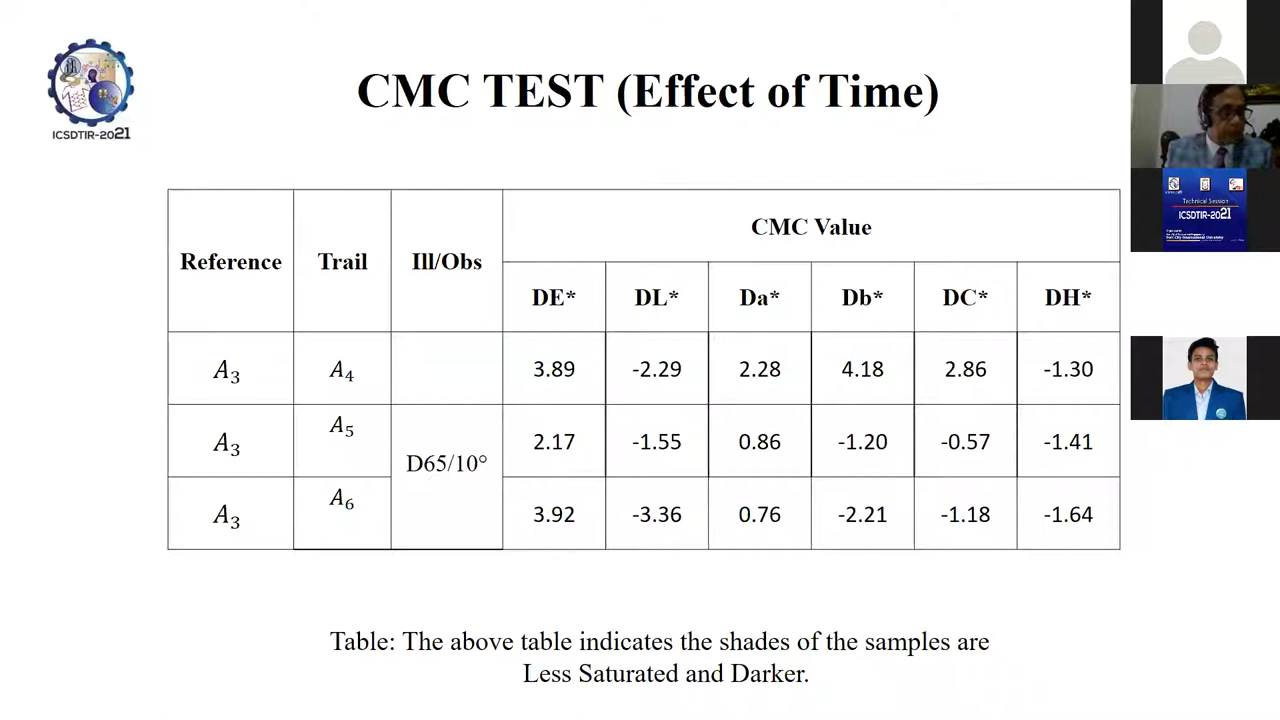 ICSDTIR-2021
CMC TEST (Effect of Time)
Reference Trail Ill/Obs CMC Value
DE* DL* Da* Db* DC* DH*
A3 A4 3.89 -2.29 2.28 4.18 2.86 -1.30
A3 A5 D65/10° 2.17 -1.55 0.86 -1.20 -0.57 -1.41
A3 A6 3.92 -3.36 0.76 -2.21 -1.18 -1.64
Table: The above table indicates the shades of the samples are
Less Saturated and Darker.
Technical Session
ICSDTIR-2021
Port City International University